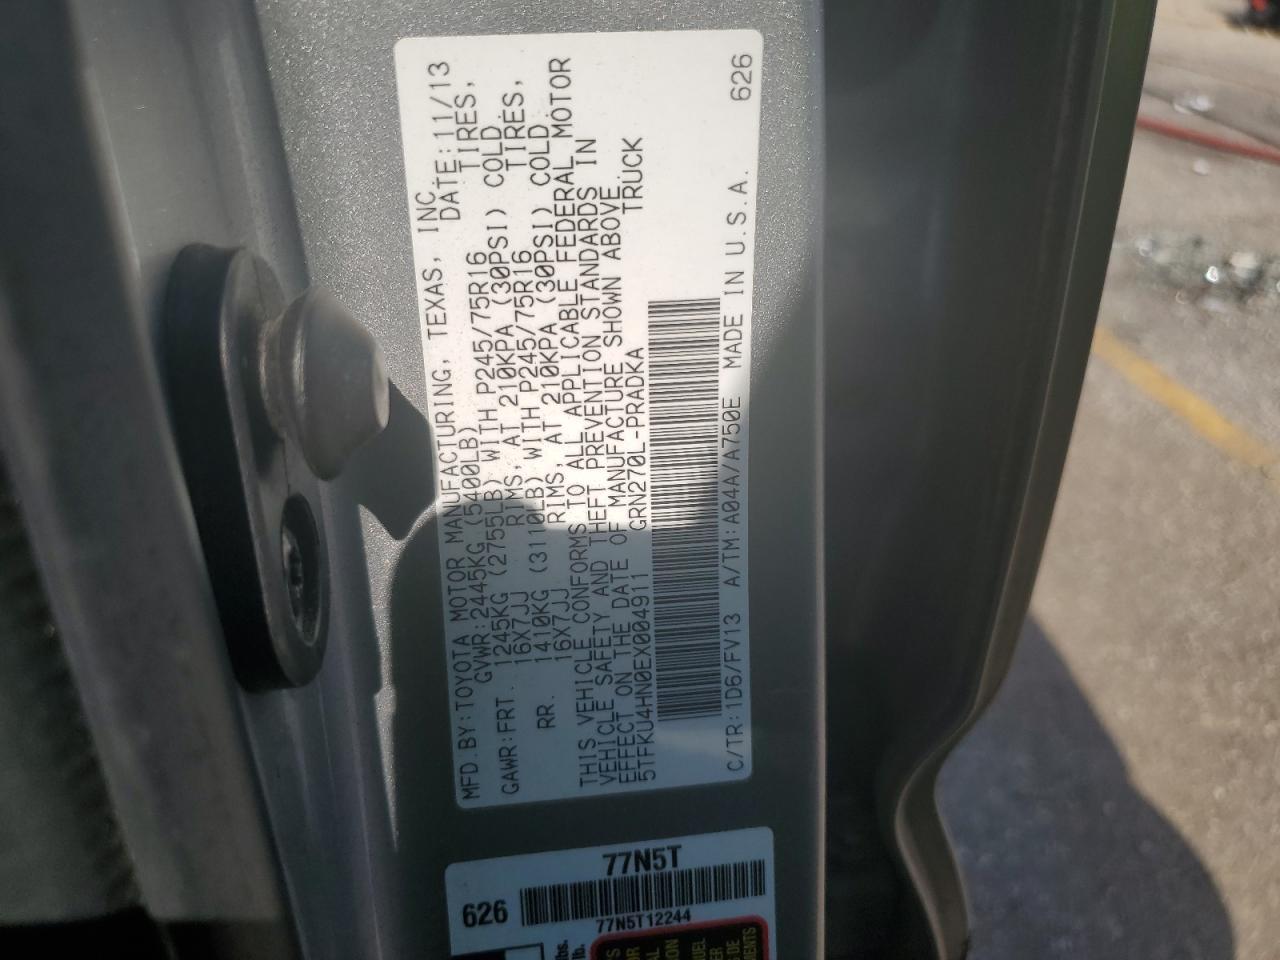 MFD.BY:TOYOTA MOTOR MANUFACTURING, TEXAS, INC.
GVWR:2445KG (5400LB) DATE:11/13
GAWR:FRT. 1245KG (2755LB) WITH P245/75R16 TIRES,
16X7JJ RIMS, AT 210KPA (30PSI) COLD
RR. 1410KG (3110LB) WITH P245/75R16 TIRES,
16X7JJ RIMS, AT 210KPA (30PSI) COLD
THIS VEHICLE CONFORMS TO ALL APPLICABLE FEDERAL MOTOR
VEHICLE SAFETY AND THEFT PREVENTION STANDARDS IN
EFFECT ON THE DATE OF MANUFACTURE SHOWN ABOVE.
5TFKU4HN0EX004911 GRN270L-PRADKA TRUCK
C/TR:1D6/FV13 A/TM:A04A/A750E MADE IN U.S.A. 626
77N5T
626
77N5T12244